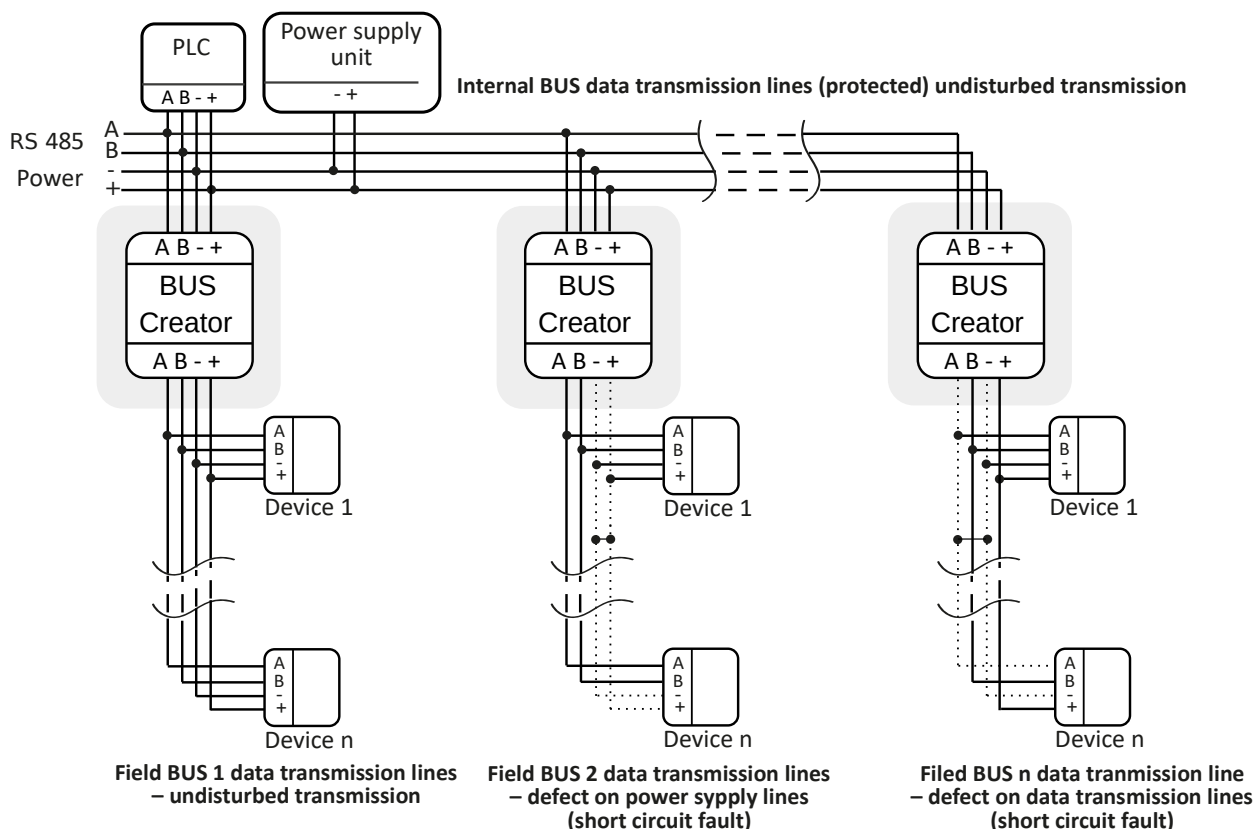 PLC
A B - +
Power supply
unit
- +
Internal BUS data transmission lines (protected) undisturbed transmission
RS 485
A
B
Power
-
+
A B - +
BUS
Creator
A B - +
A
B
-
+
Device 1
A
B
-
+
Device n
Field BUS 1 data transmission lines
– undisturbed transmission
A B - +
BUS
Creator
A B - +
A
B
-
+
Device 1
A
B
-
+
Device n
Field BUS 2 data transmission lines
– defect on power sypply lines
(short circuit fault)
A B - +
BUS
Creator
A B - +
A
B
-
+
Device 1
A
B
-
+
Device n
Filed BUS n data tranmission line
– defect on data transmission lines
(short circuit fault)